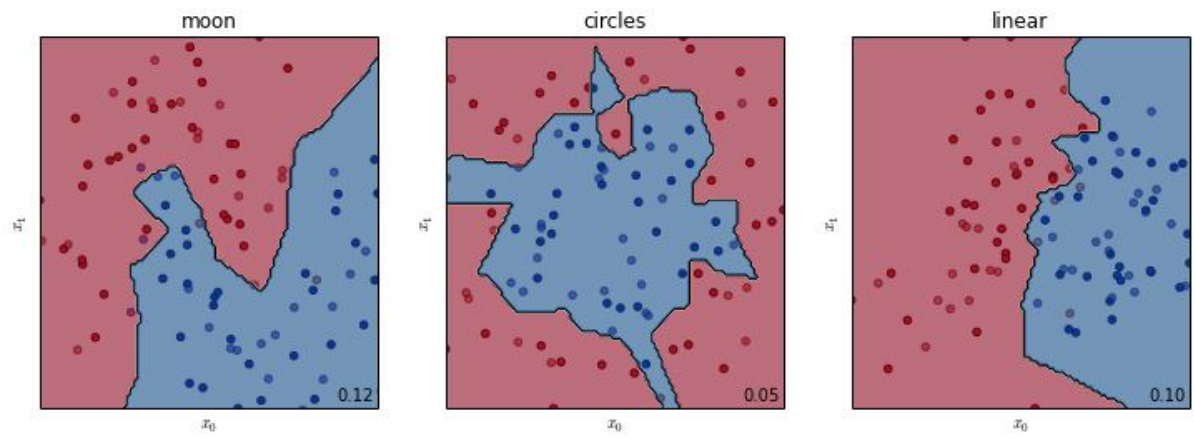 moon
circles
linear
x₁
x₁
x₁
0.12
0.05
0.10
x₀
x₀
x₀